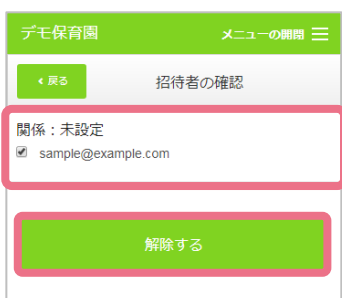 デモ保育園
メニューの開閉
戻る
招待者の確認
関係：未設定
sample@example.com
解除する